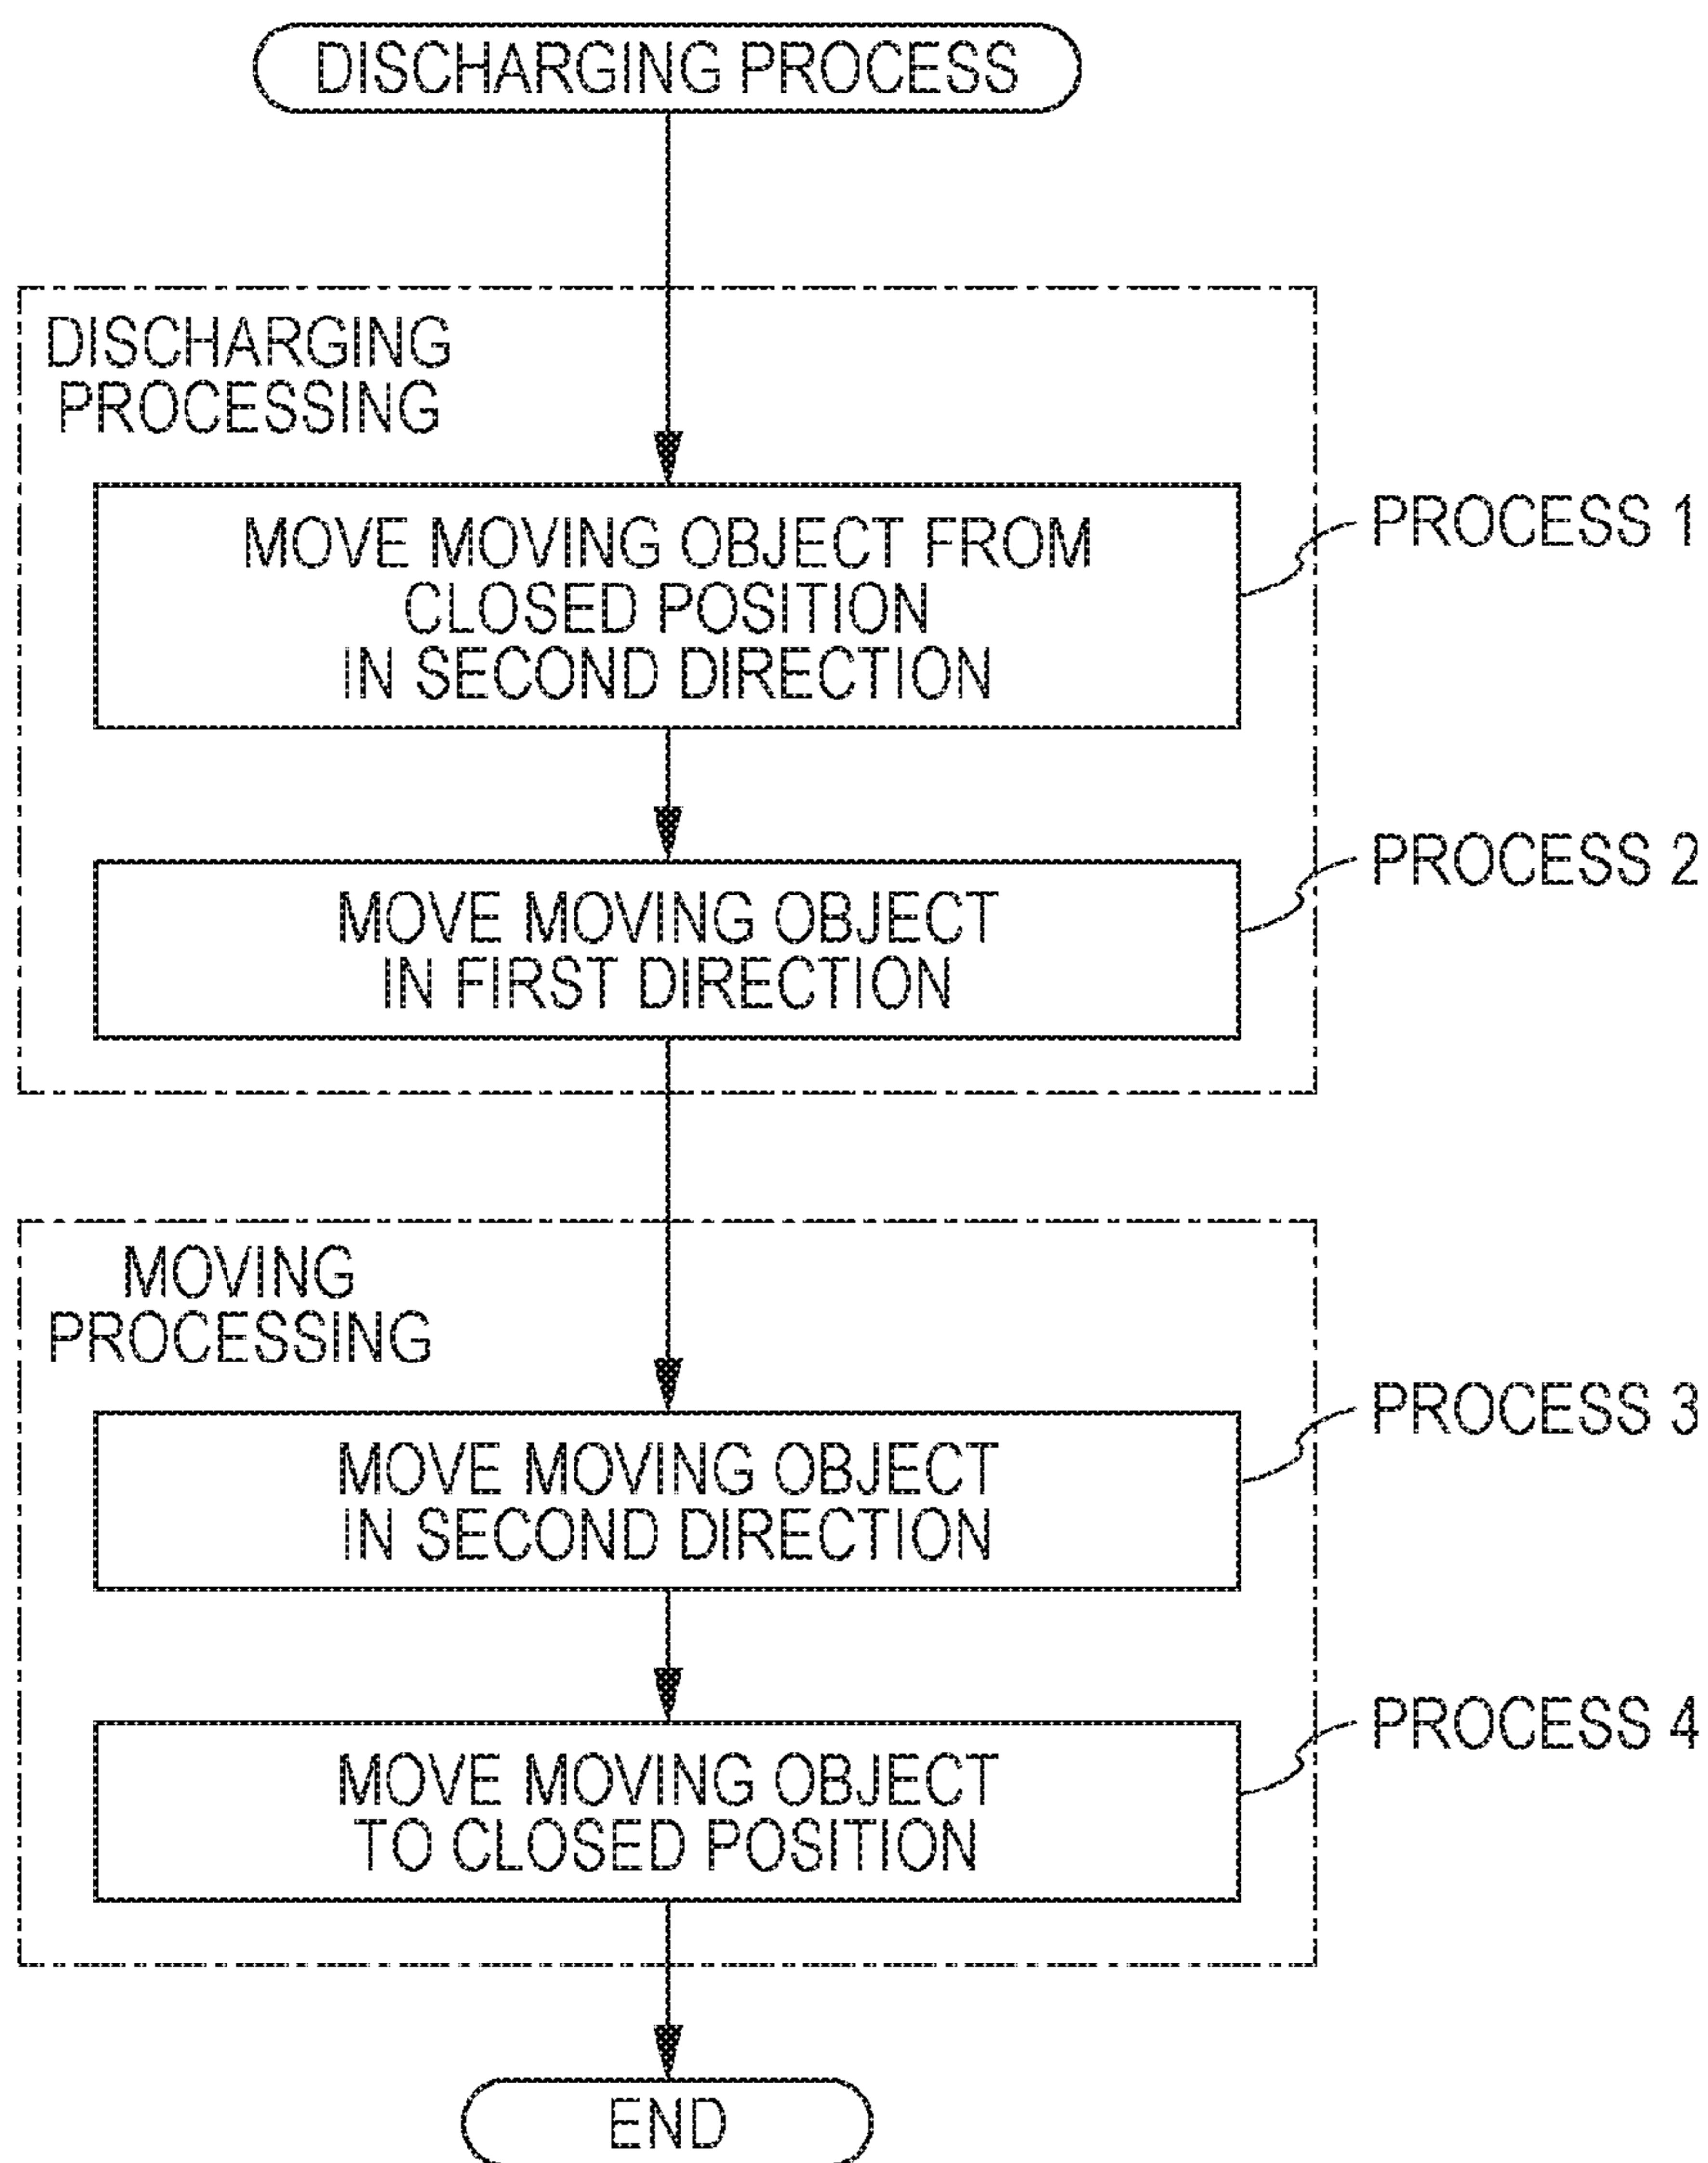 DISCHARGING PROCESS
DISCHARGING
PROCESSING
MOVE MOVING OBJECT FROM
CLOSED POSITION
IN SECOND DIRECTION
PROCESS 1
MOVE MOVING OBJECT
IN FIRST DIRECTION
PROCESS 2
MOVING
PROCESSING
MOVE MOVING OBJECT
IN SECOND DIRECTION
PROCESS 3
MOVE MOVING OBJECT
TO CLOSED POSITION
PROCESS 4
END